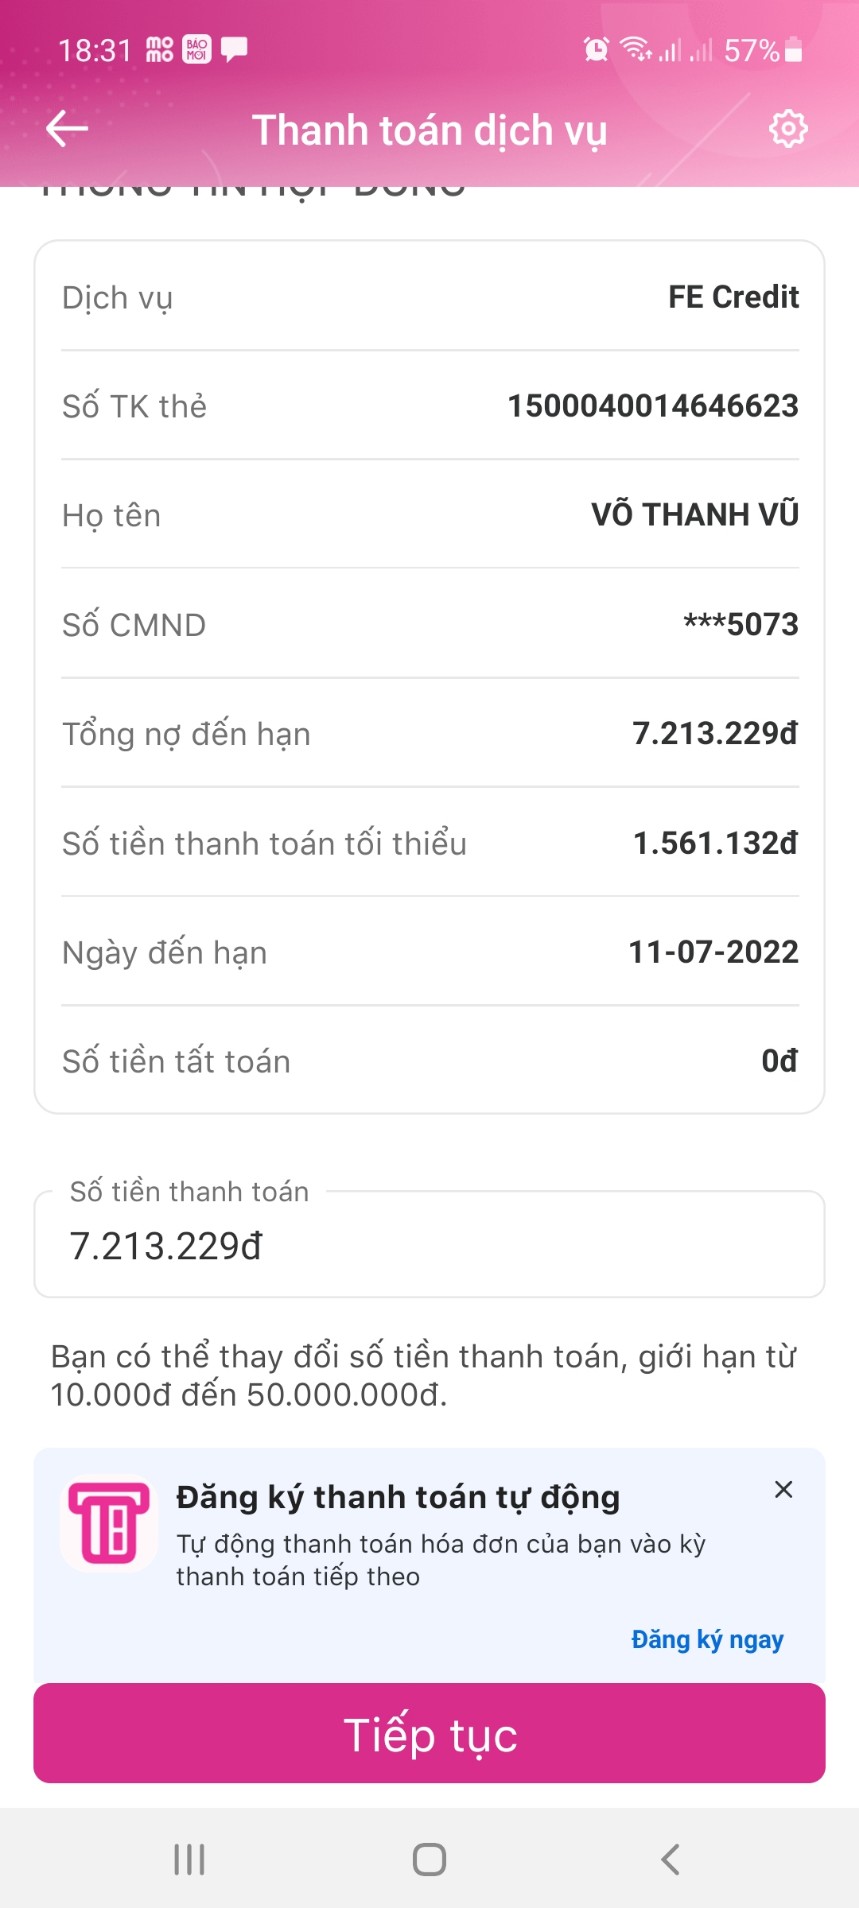 18:31 mo mo BÁO MỚI 57%
Thanh toán dịch vụ
THÔNG TIN HỢP ĐỒNG
Dịch vụ FE Credit
Số TK thẻ 1500040014646623
Họ tên VÕ THANH VŨ
Số CMND ***5073
Tổng nợ đến hạn 7.213.229đ
Số tiền thanh toán tối thiểu 1.561.132đ
Ngày đến hạn 11-07-2022
Số tiền tất toán 0đ
Số tiền thanh toán
7.213.229đ
Bạn có thể thay đổi số tiền thanh toán, giới hạn từ
10.000đ đến 50.000.000đ.
Đăng ký thanh toán tự động
Tự động thanh toán hóa đơn của bạn vào kỳ
thanh toán tiếp theo
Đăng ký ngay
Tiếp tục